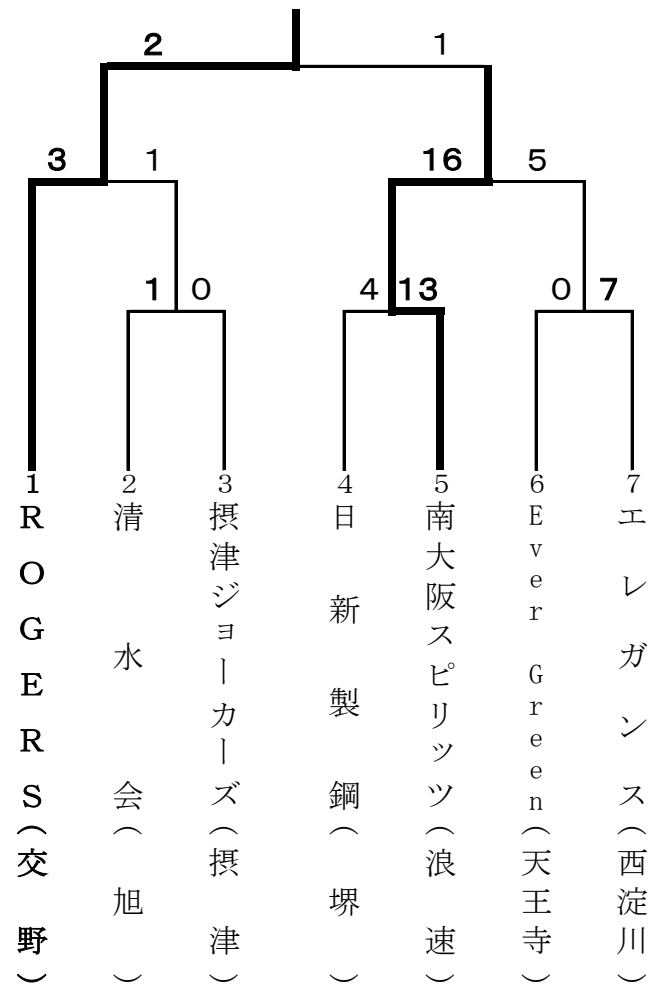 2 1
3 1 16 5
1 0 4 13 0 7
1 2 3 4 5 6 7
ROGERS(交野)
清水会(旭)
摂津ジョーカーズ(摂津)
日新製鋼(堺)
南大阪スピリッツ(浪速)
Ever Green(天王寺)
エレガンス(西淀川)